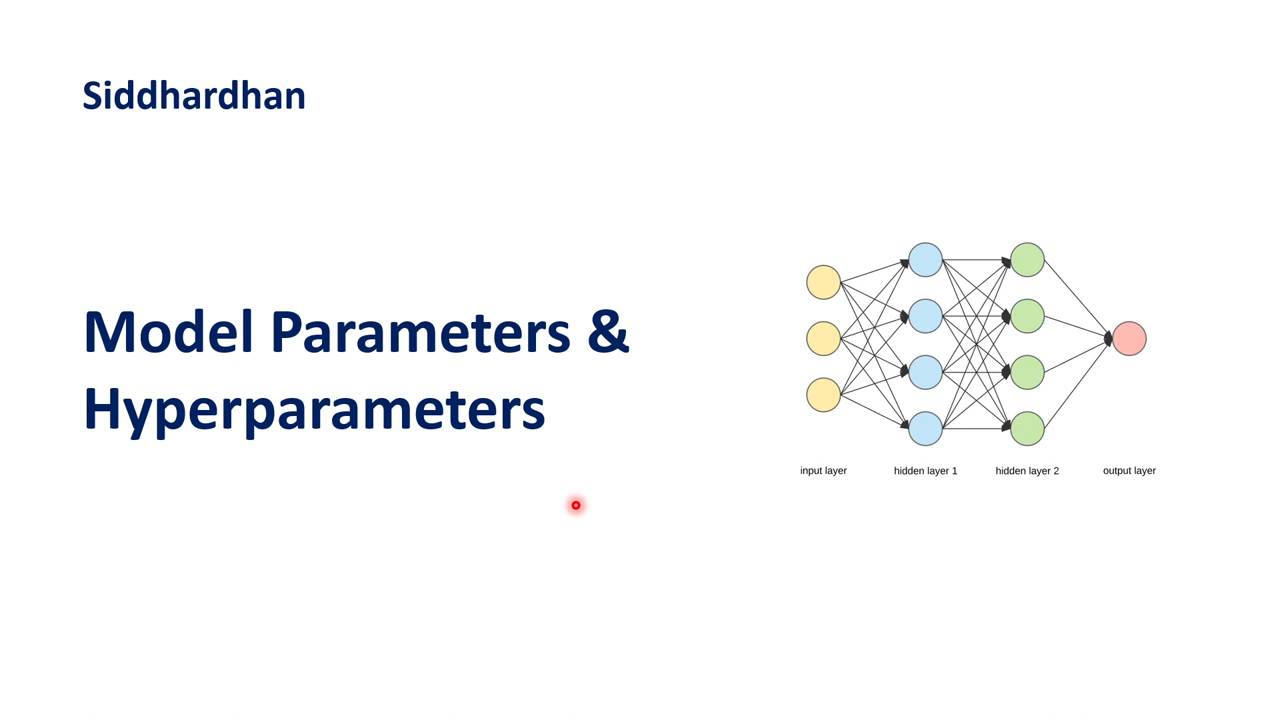 Siddhardhan
Model Parameters &
Hyperparameters
input layer
hidden layer 1
hidden layer 2
output layer